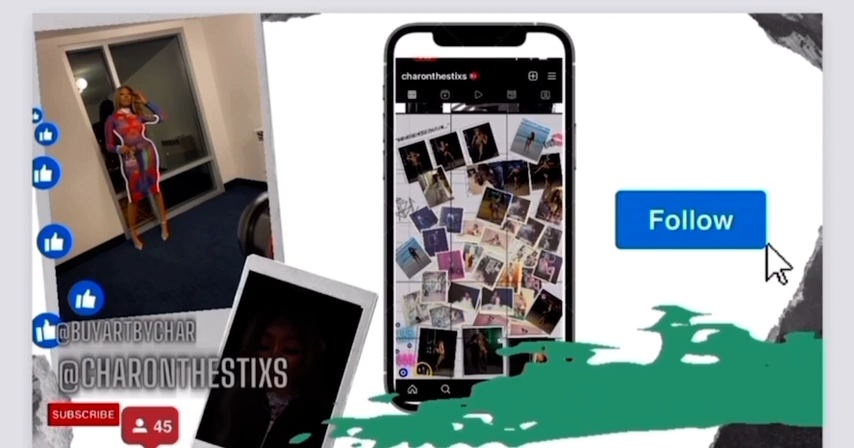 charonthestixs
Follow
@BUYARTBYCHAR
@CHARONTHESTIXS
SUBSCRIBE
45